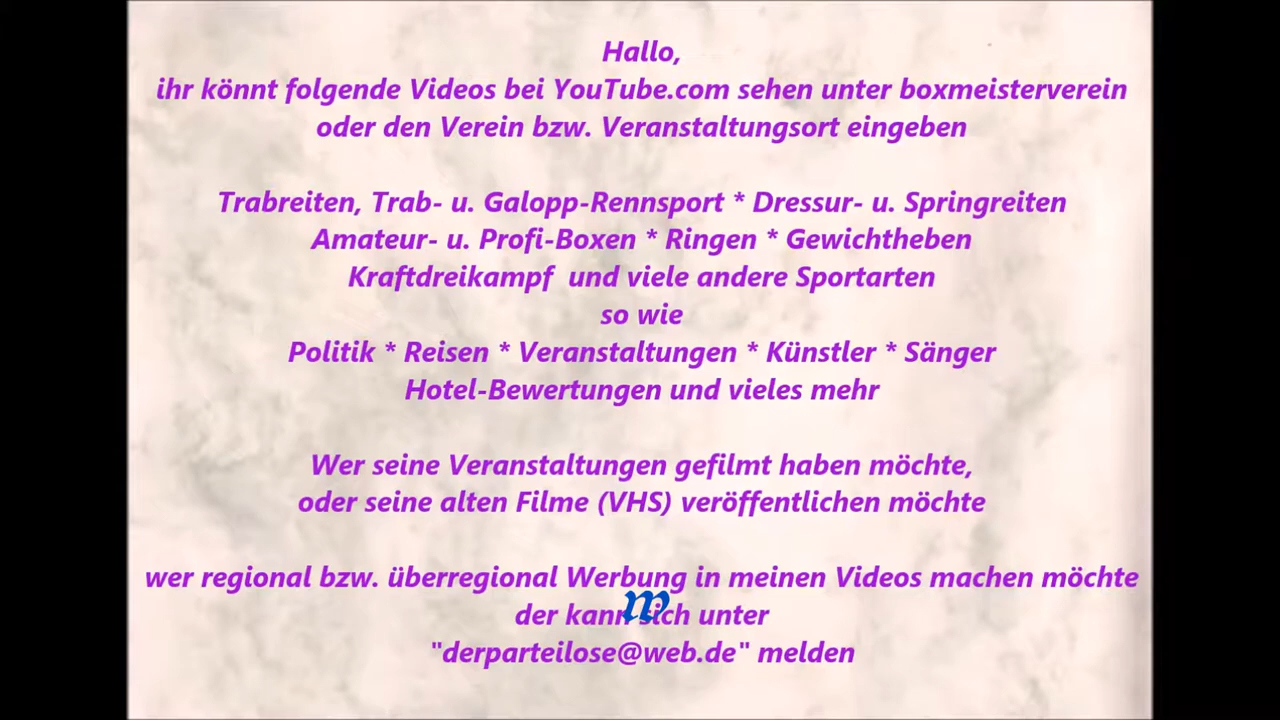 Hallo,
ihr könnt folgende Videos bei YouTube.com sehen unter boxmeisterverein
oder den Verein bzw. Veranstaltungsort eingeben
Trabreiten, Trab- u. Galopp-Rennsport * Dressur- u. Springreiten
Amateur- u. Profi-Boxen * Ringen * Gewichtheben
Kraftdreikampf  und viele andere Sportarten
so wie
Politik * Reisen * Veranstaltungen * Künstler * Sänger
Hotel-Bewertungen und vieles mehr
Wer seine Veranstaltungen gefilmt haben möchte,
oder seine alten Filme (VHS) veröffentlichen möchte
wer regional bzw. überregional Werbung in meinen Videos machen möchte
der kann sich unter
"derparteilose@web.de" melden